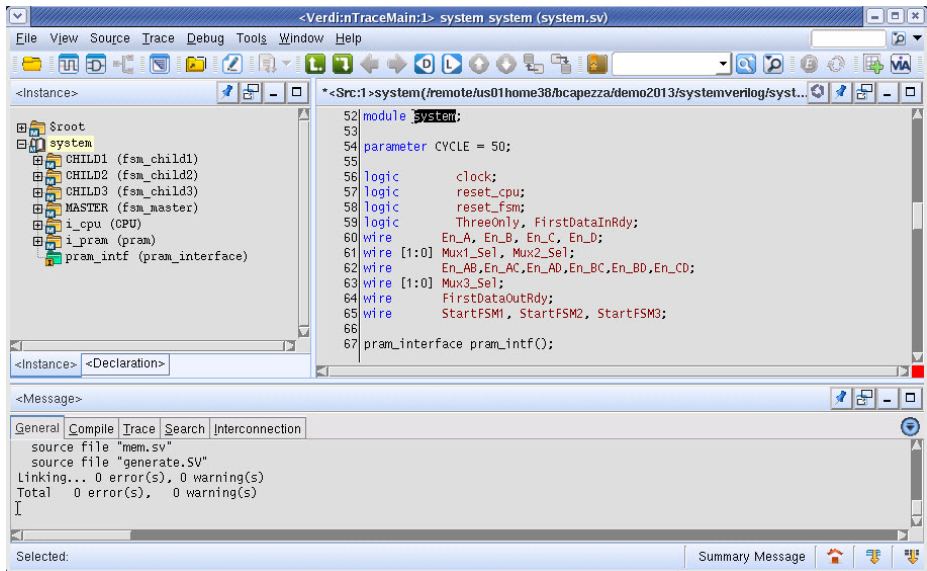 <Verdi:nTraceMain:1> system system (system.sv)
File View Source Trace Debug Tools Window Help
<Instance>
$root
system
CHILD1 (fsm_child1)
CHILD2 (fsm_child2)
CHILD3 (fsm_child3)
MASTER (fsm_master)
i_cpu (CPU)
i_pram (pram)
pram_intf (pram_interface)
<Instance> <Declaration>
*<Src:1>system(/remote/us01home38/bcapezza/demo2013/systemverilog/syst...
52 module system;
53
54 parameter CYCLE = 50;
55
56 logic clock;
57 logic reset_cpu;
58 logic reset_fsm;
59 logic ThreeOnly, FirstDataInRdy;
60 wire En_A, En_B, En_C, En_D;
61 wire [1:0] Mux1_Sel, Mux2_Sel;
62 wire En_AB,En_AC,En_AD,En_BC,En_BD,En_CD;
63 wire [1:0] Mux3_Sel;
64 wire FirstDataOutRdy;
65 wire StartFSM1, StartFSM2, StartFSM3;
66
67 pram_interface pram_intf();
<Message>
General Compile Trace Search Interconnection
source file "mem.sv"
source file "generate.SV"
Linking... 0 error(s), 0 warning(s)
Total 0 error(s), 0 warning(s)
Selected:
Summary Message